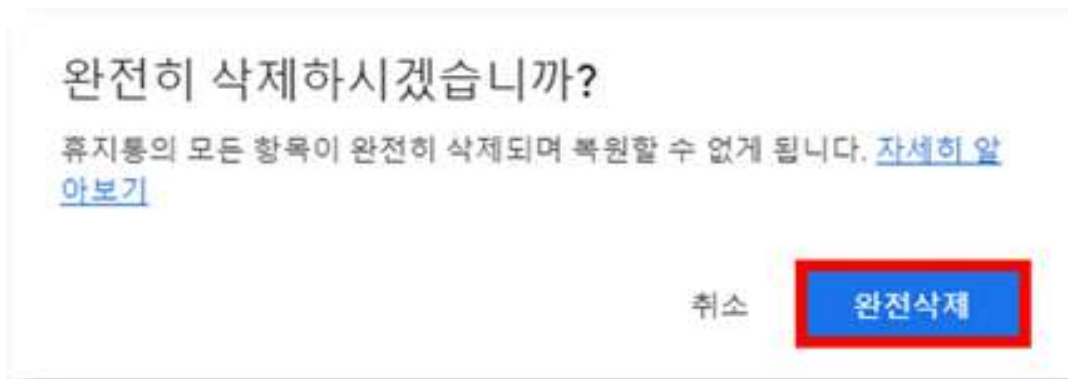 완전히 삭제하시겠습니까?
휴지통의 모든 항목이 완전히 삭제되며 복원할 수 없게 됩니다. 자세히 알
아보기
취소 완전삭제